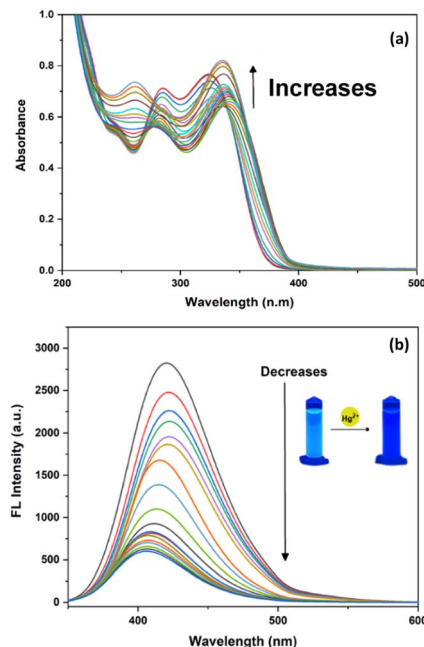 (a)
1.0
0.8
0.6
0.4
0.2
0.0
Increases
Absorbance
200 300 400 500
Wavelength (n.m)
(b)
3000
2500
2000
1500
1000
500
0
Decreases
Hg²⁺
FL Intensity (a.u.)
400 500 600
Wavelength (nm)